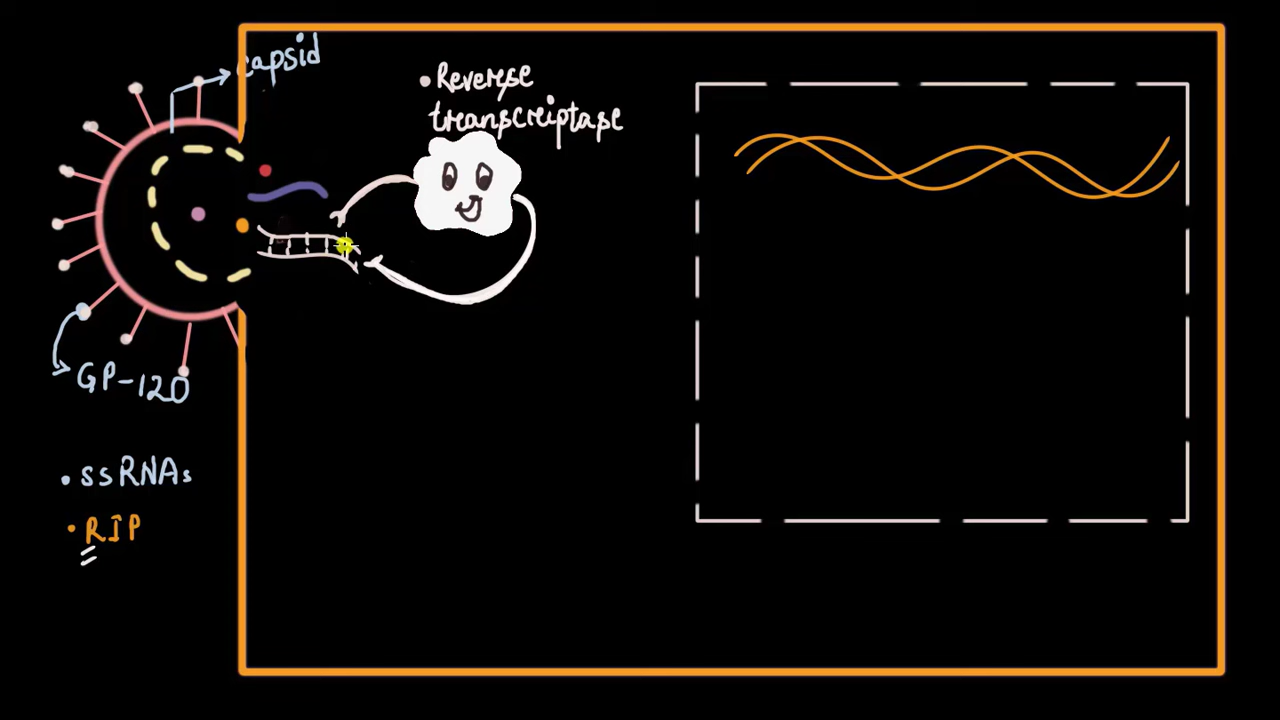 capsid
• Reverse
transcriptase
GP-120
• ssRNAs
• RIP